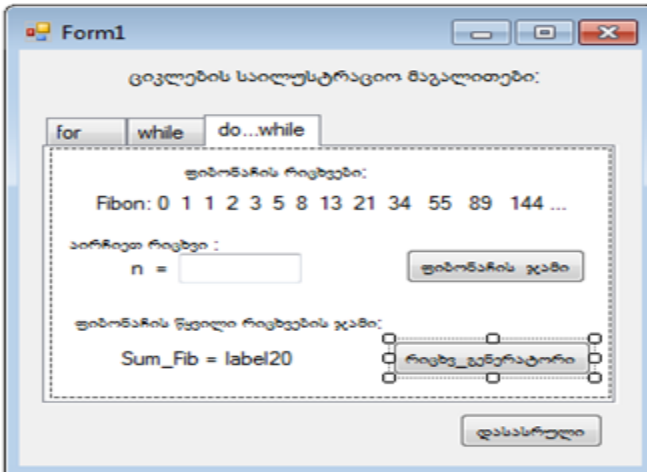 Form1
ციკლების საილუსტრაციო მაგალითები:
for while do...while
ფიბონაჩის რიცხვები:
Fibon: 0 1 1 2 3 5 8 13 21 34 55 89 144 ...
აირჩიეთ რიცხვი :
n =
ფიბონაჩის ჯამი
ფიბონაჩის წყვილი რიცხვების ჯამი:
Sum_Fib = label20
რიცხვ_გენერატორი
დასასრული